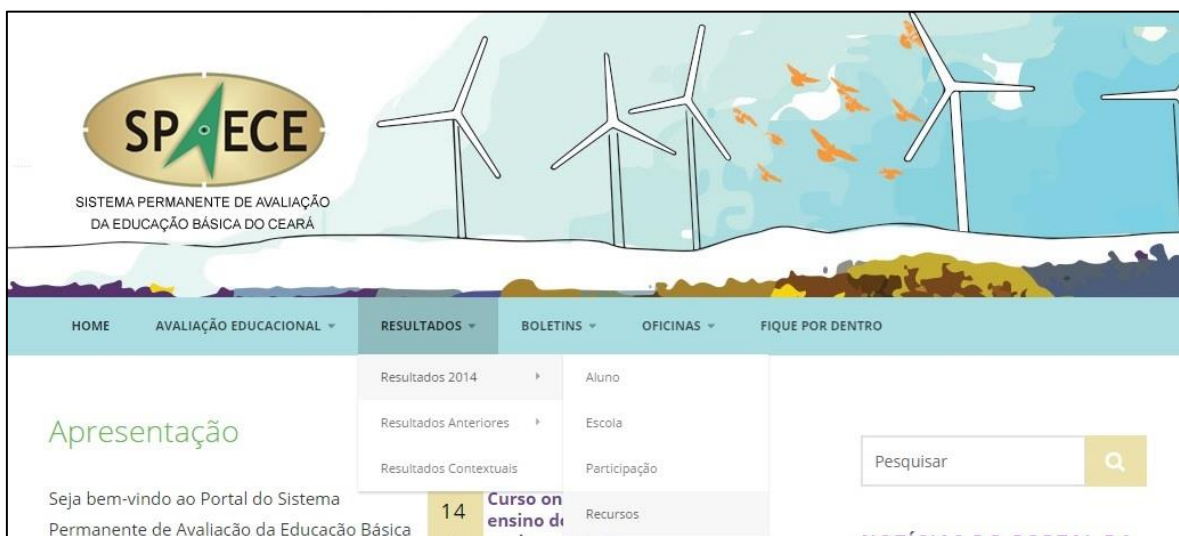 SPAECE
SISTEMA PERMANENTE DE AVALIAÇÃO
DA EDUCAÇÃO BÁSICA DO CEARÁ
HOME AVALIAÇÃO EDUCACIONAL RESULTADOS BOLETINS OFICINAS FIQUE POR DENTRO
Resultados 2014
Resultados Anteriores
Resultados Contextuais
Aluno
Escola
Participação
Recursos
Apresentação
Seja bem-vindo ao Portal do Sistema
Permanente de Avaliação da Educação Básica
14
Curso on
ensino de
Pesquisar